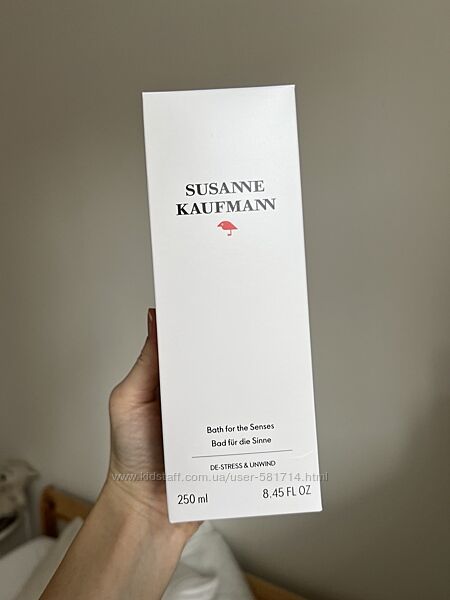 SUSANNE
KAUFMANN
Bath for the Senses
Bad für die Sinne
DE-STRESS & UNWIND
www.kidstaff.com.ua/user-581714.html
250 ml 8.45 FL OZ